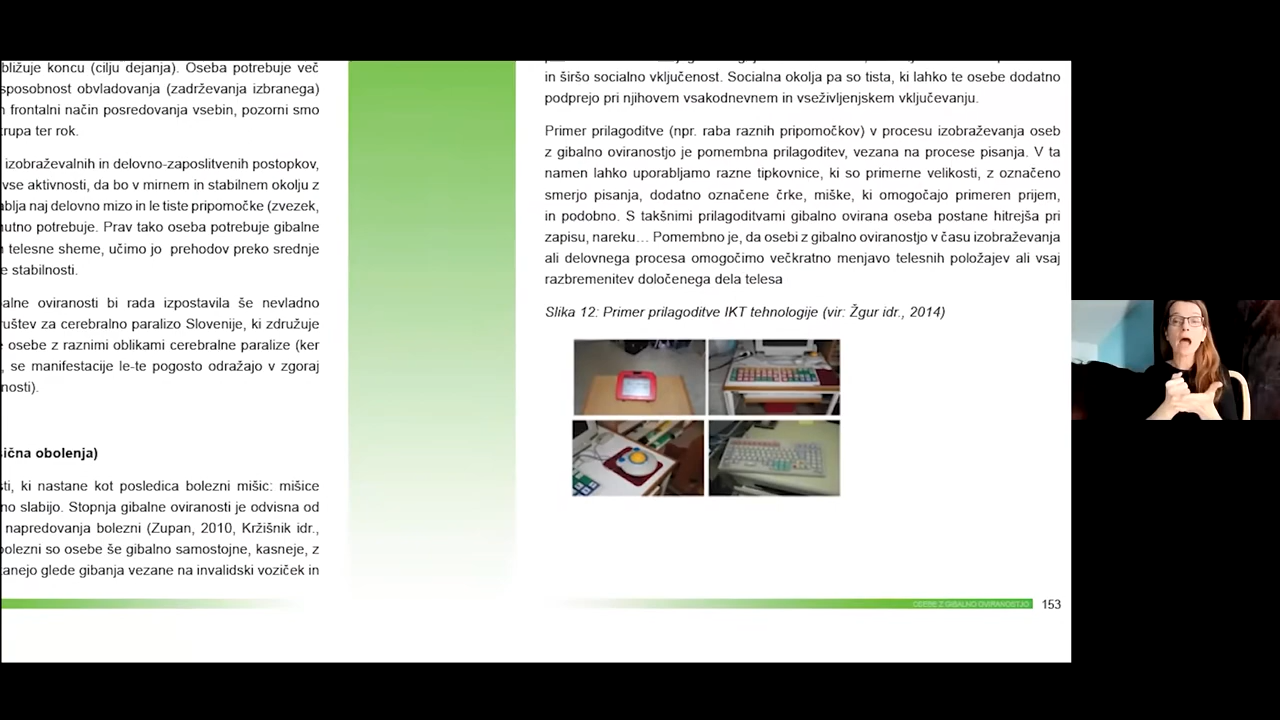 bližuje koncu (cilju dejanja). Oseba potrebuje več
sposobnost obvladovanja (zadrževanja izbranega)
n frontalni način posredovanja vsebin, pozorni smo
trupa ter rok.
izobraževalnih in delovno-zaposlitvenih postopkov,
vse aktivnosti, da bo v mirnem in stabilnem okolju z
ablja naj delovno mizo in le tiste pripomočke (zvezek,
nutno potrebuje. Prav tako oseba potrebuje gibalne
n telesne sheme, učimo jo prehodov preko srednje
e stabilnosti.
balne oviranosti bi rada izpostavila še nevladno
ruštev za cerebralno paralizo Slovenije, ki združuje
e osebe z raznimi oblikami cerebralne paralize (ker
, se manifestacije le-te pogosto odražajo v zgoraj
nosti).
šična obolenja)
sti, ki nastane kot posledica bolezni mišic: mišice
no slabijo. Stopnja gibalne oviranosti je odvisna od
napredovanja bolezni (Zupan, 2010, Kržišnik idr.,
bolezni so osebe še gibalno samostojne, kasneje, z
tanejo glede gibanja vezane na invalidski voziček in
in širšo socialno vključenost. Socialna okolja pa so tista, ki lahko te osebe dodatno
podprejo pri njihovem vsakodnevnem in vseživljenjskem vključevanju.
Primer prilagoditve (npr. raba raznih pripomočkov) v procesu izobraževanja oseb
z gibalno oviranostjo je pomembna prilagoditev, vezana na procese pisanja. V ta
namen lahko uporabljamo razne tipkovnice, ki so primerne velikosti, z označeno
smerjo pisanja, dodatno označene črke, miške, ki omogočajo primeren prijem,
in podobno. S takšnimi prilagoditvami gibalno ovirana oseba postane hitrejša pri
zapisu, nareku… Pomembno je, da osebi z gibalno oviranostjo v času izobraževanja
ali delovnega procesa omogočimo večkratno menjavo telesnih položajev ali vsaj
razbremenitev določenega dela telesa
Slika 12: Primer prilagoditve IKT tehnologije (vir: Žgur idr., 2014)
OSEBE Z GIBALNO OVIRANOSTJO 153